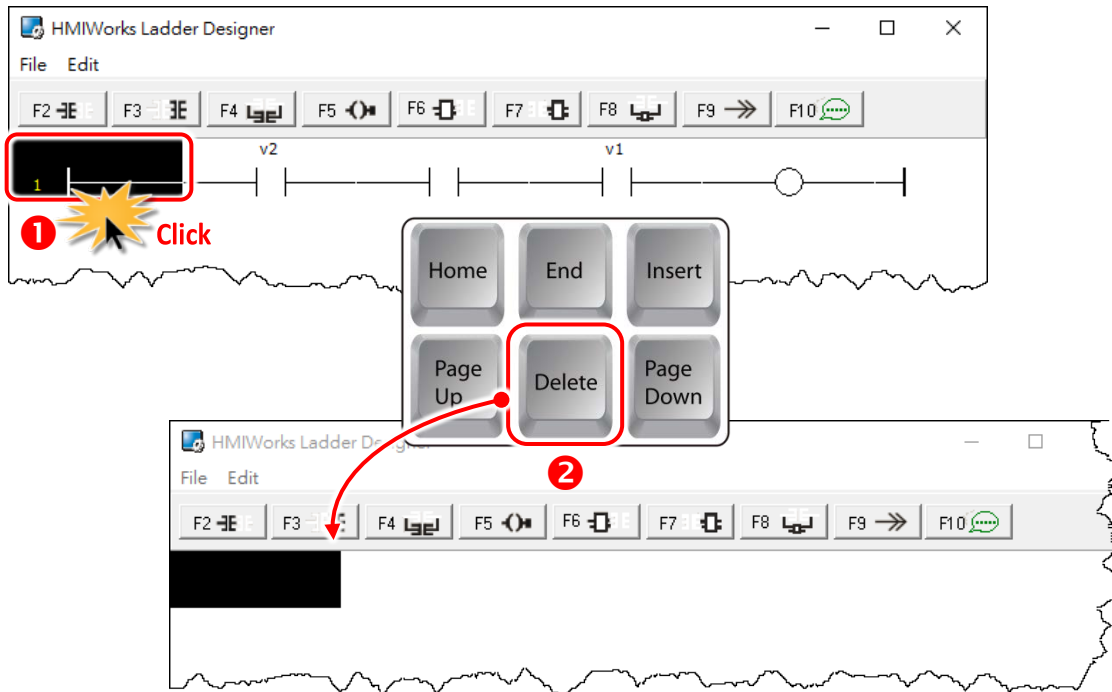 HMIWorks Ladder Designer
File Edit
F2 F3 F4 F5 F6 F7 F8 F9 F10
v2 v1
1
1 Click
Home End Insert
Page Up Delete Page Down
2
HMIWorks Ladder De
File Edit
F2 F3 F4 F5 F6 F7 F8 F9 F10